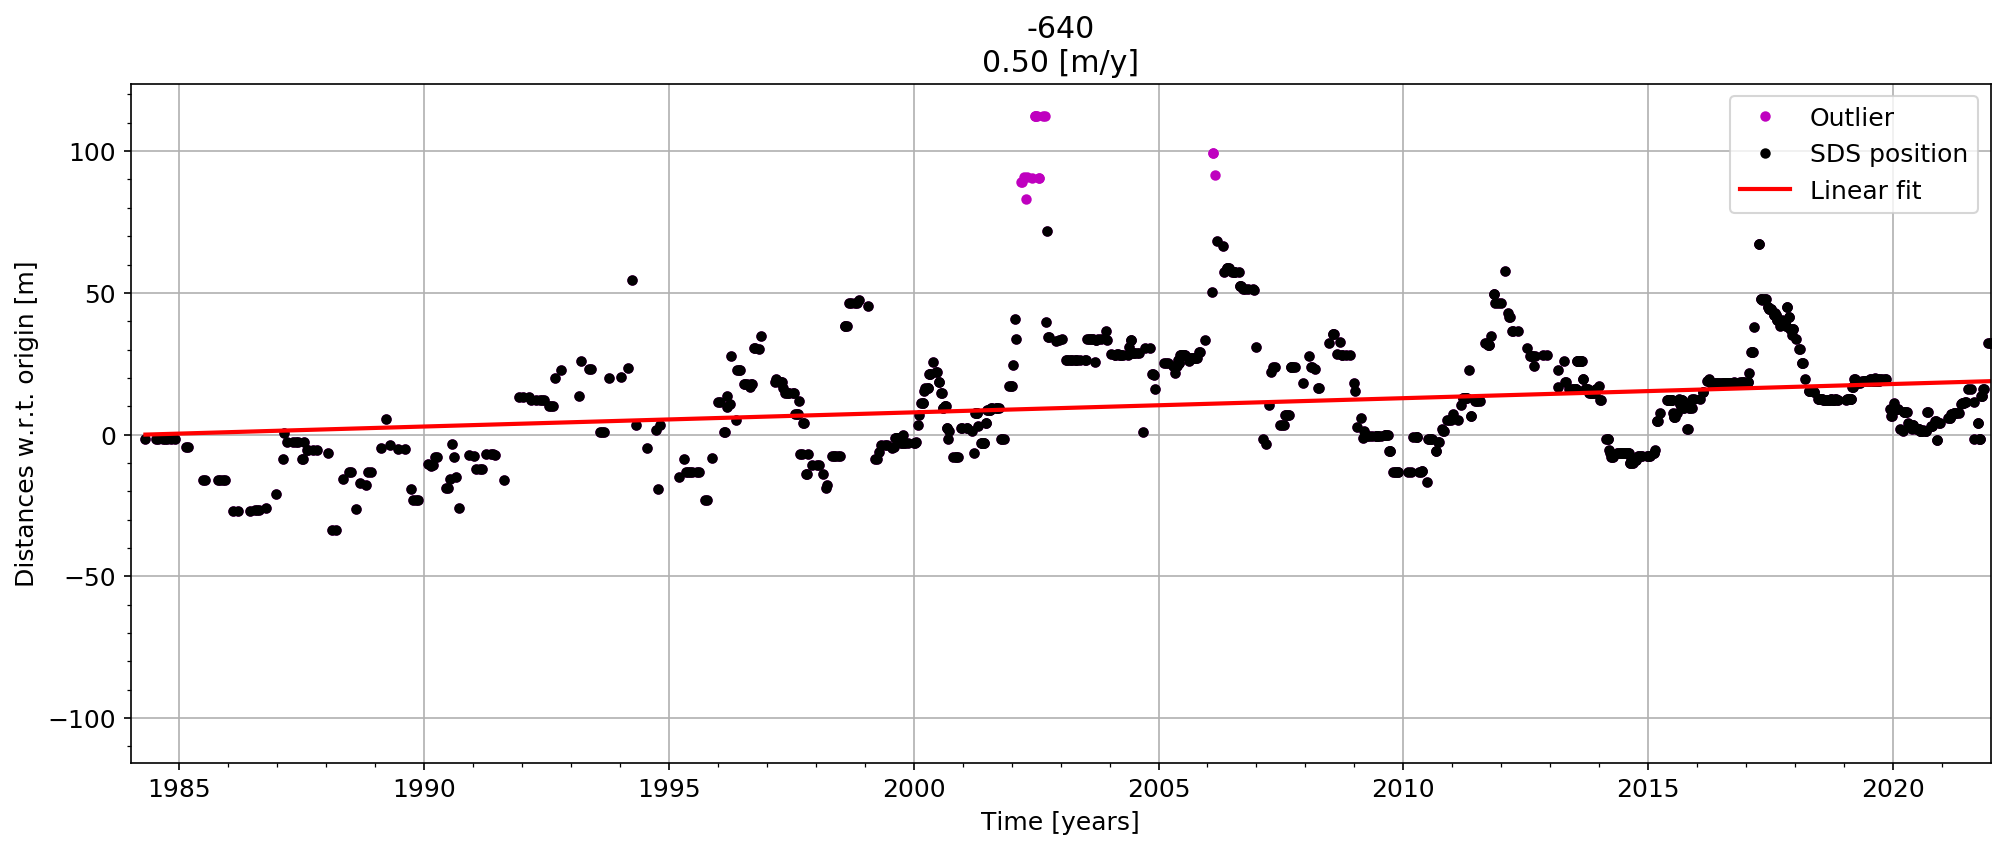 -640
0.50 [m/y]
Outlier
SDS position
Linear fit
Distances w.r.t. origin [m]
100
50
0
−50
−100
1985 1990 1995 2000 2005 2010 2015 2020
Time [years]